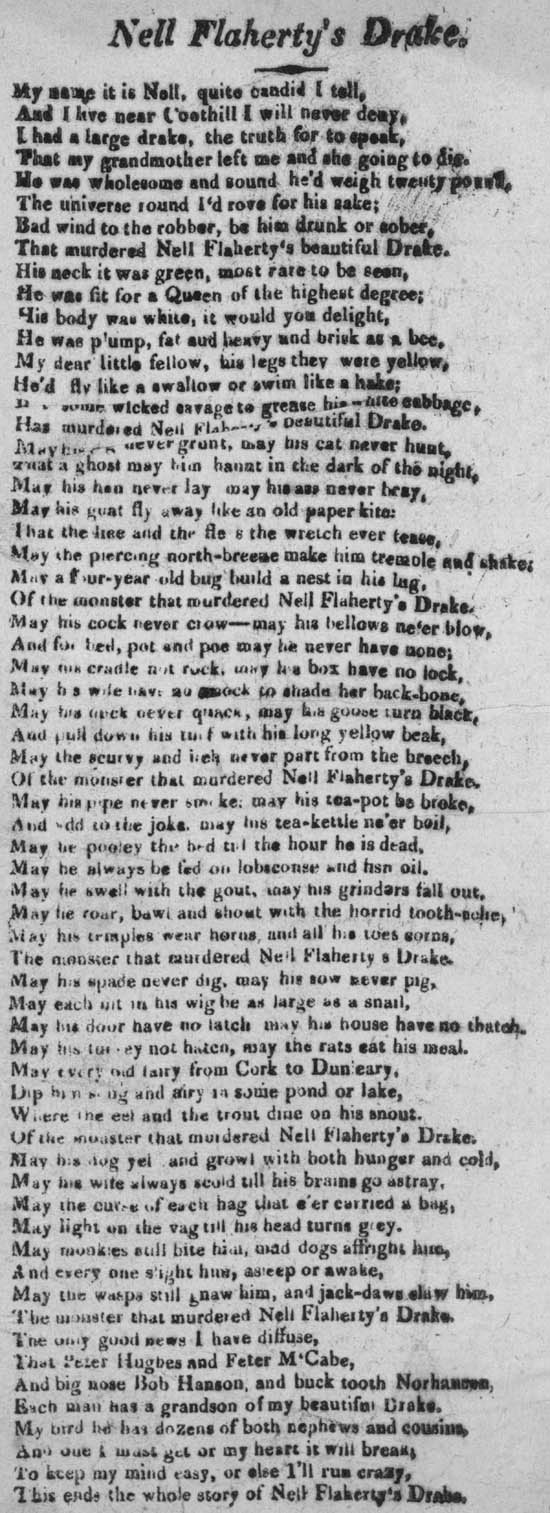 Nell Flaherty's Drake.
My name it is Nell, quite candid I tell,
And I live near Coothill I will never deny,
I had a large drake, the truth for to speak,
That my grandmother left me and she going to die.
He was wholesome and sound he'd weigh twenty pound,
The universe round I'd rove for his sake;
Bad wind to the robber, be him drunk or sober,
That murdered Nell Flaherty's beautiful Drake.
His neck it was green, most rare to be seen,
He was fit for a Queen of the highest degree;
His body was white, it would you delight,
He was plump, fat aud heavy and brisk as a bee,
My dear little fellow, his legs they were yellow,
He'd fly like a swallow or swim like a hake;
some wicked savage to grease his white cabbage,
Has murdered Nell Flaherty's beautiful Drake.
May his never grunt, may his cat never hunt,
That a ghost may him haunt in the dark of the night,
May his hen never lay may his ass never bray,
May his goat fly away like an old paper kite:
That the lice and the fleas the wretch ever tease,
May the piercing north-breeze make him tremole and shake;
May a four-year old bug build a nest in his lug,
Of the monster that murdered Nell Flaherty's Drake.
May his cock never crow—may his bellows ne'er blow,
And for bed, pot and poe may he never have none;
May his cradle not rock, may his box have no lock,
May his wife have no smock to shade her back-bone,
May his duck never quack, may his goose turn black,
And pull down his turf with his long yellow beak,
May the scurvy and itch never part from the breech,
Of the monster that murdered Nell Flaherty's Drake.
May his pipe never smoke, may his tea-pot be broke,
And add to the joke, may his tea-kettle ne'er boil,
May he pooley the bed till the hour he is dead,
May he always be fed on lobsconse and fish oil.
May he swell with the gout, may his grinders fall out,
May he roar, bawl and shout with the horrid tooth-ache,
May his temples wear horns, and all his toes corns,
The monster that murdered Nell Flaherty's Drake.
May his spade never dig, may his sow never pig,
May each nit in his wig be as large as a snail,
May his door have no latch may his house have no thatch.
May his turkey not hatch, may the rats eat his meal.
May every old fairy from Cork to Dunleary,
Dip him snug and airy in some pond or lake,
Where the eel and the trout dine on his snout.
Of the monster that murdered Nell Flaherty's Drake.
May his dog yel and growl with both hunger and cold,
May his wife always scold till his brains go astray,
May the curse of each hag that e'er carried a bag,
May light on the vag till his head turns grey.
May monkies still bite him, mad dogs affright him,
And every one slight him, asleep or awake,
May the wasps still gnaw him, and jack-daws claw him,
The monster that murdered Nell Flaherty's Drake.
The only good news I have diffuse,
That Peter Hughes and Feter M'Cabe,
And big nose Bob Hanson, and buck tooth
Each man has a grandson of my beautiful Drake.
My bird he has dozens of both nephews and cousins,
And one I must get or my heart it will break;
To keep my mind easy, or else I'll run crazy,
This ends the whole story of Nell Flaherty's Drake.